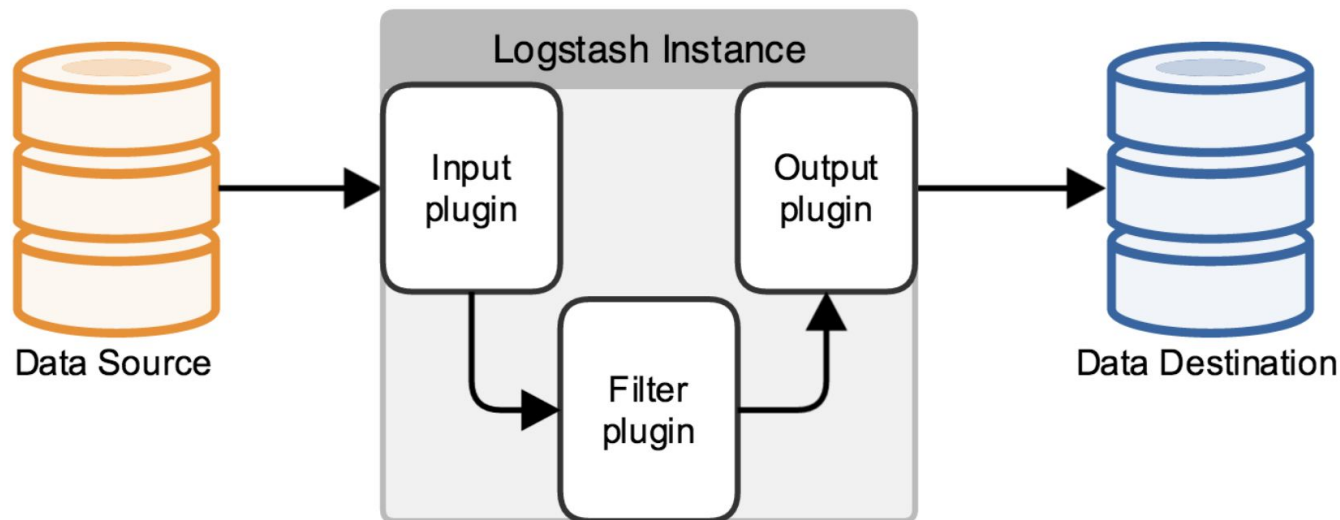 Logstash Instance
Input
plugin
Output
plugin
Data Source
Filter
plugin
Data Destination